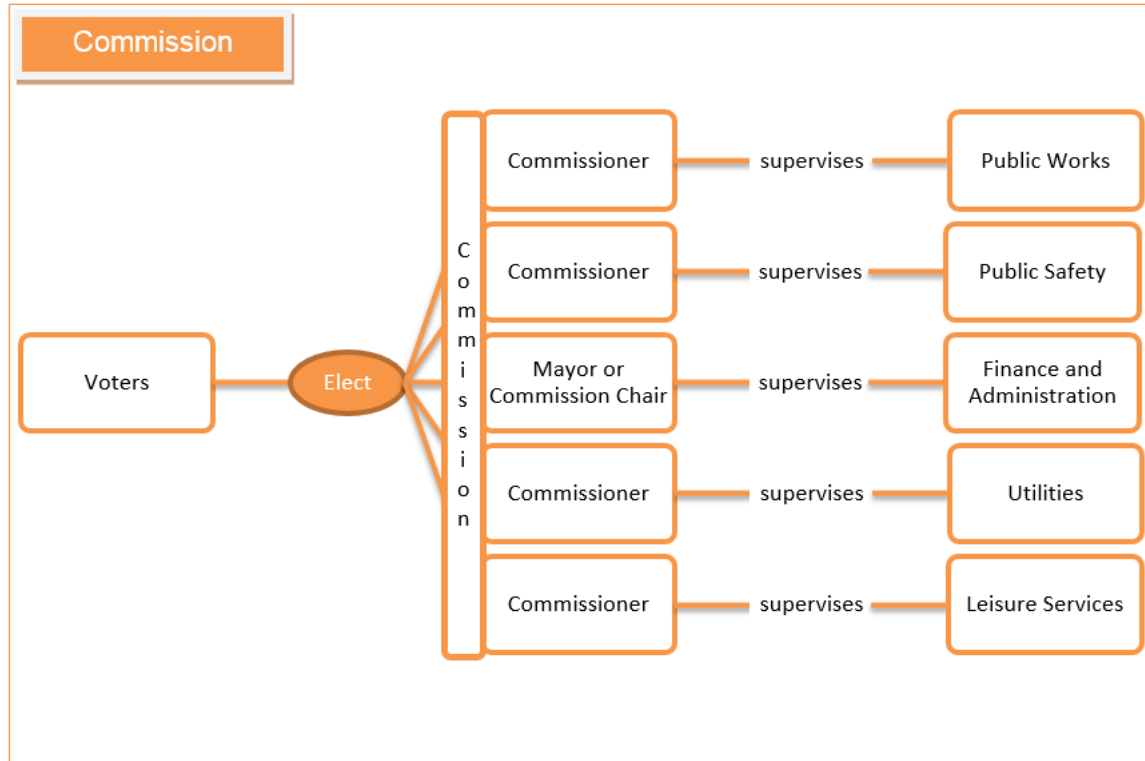 Commission
Voters
Elect
Commission
Commissioner
supervises
Public Works
Commissioner
supervises
Public Safety
Mayor or
Commission Chair
supervises
Finance and
Administration
Commissioner
supervises
Utilities
Commissioner
supervises
Leisure Services